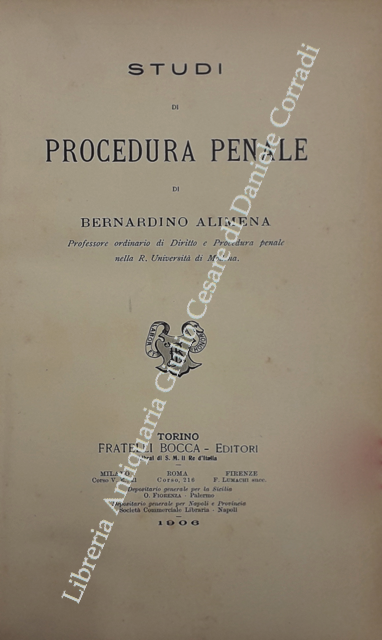 STUDI
DI
PROCEDURA PENALE
DI
BERNARDINO ALIMENA
Professore ordinario di Diritto e Procedura penale
nella R. Università di Modena.
TORINO
FRATELLI BOCCA - EDITORI
di S. M. il Re d'Italia
MILANO ROMA FIRENZE
Corso V. Corso, 216 F. LUMACHI succ.
Depositario generale per la Sicilia
O. FIORENZA - Palermo
Depositario generale per Napoli e Provincia
Società Commerciale Libraria - Napoli
1906
Libreria Antiquaria Giulio Cesare di Daniele Corradi